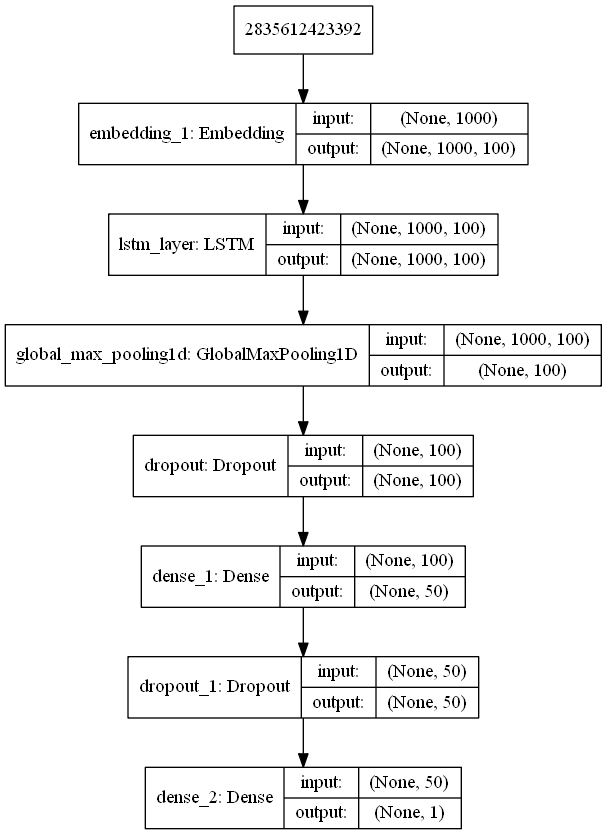 2835612423392
embedding_1: Embedding
input: (None, 1000)
output: (None, 1000, 100)
lstm_layer: LSTM
input: (None, 1000, 100)
output: (None, 1000, 100)
global_max_pooling1d: GlobalMaxPooling1D
input: (None, 1000, 100)
output: (None, 100)
dropout: Dropout
input: (None, 100)
output: (None, 100)
dense_1: Dense
input: (None, 100)
output: (None, 50)
dropout_1: Dropout
input: (None, 50)
output: (None, 50)
dense_2: Dense
input: (None, 50)
output: (None, 1)